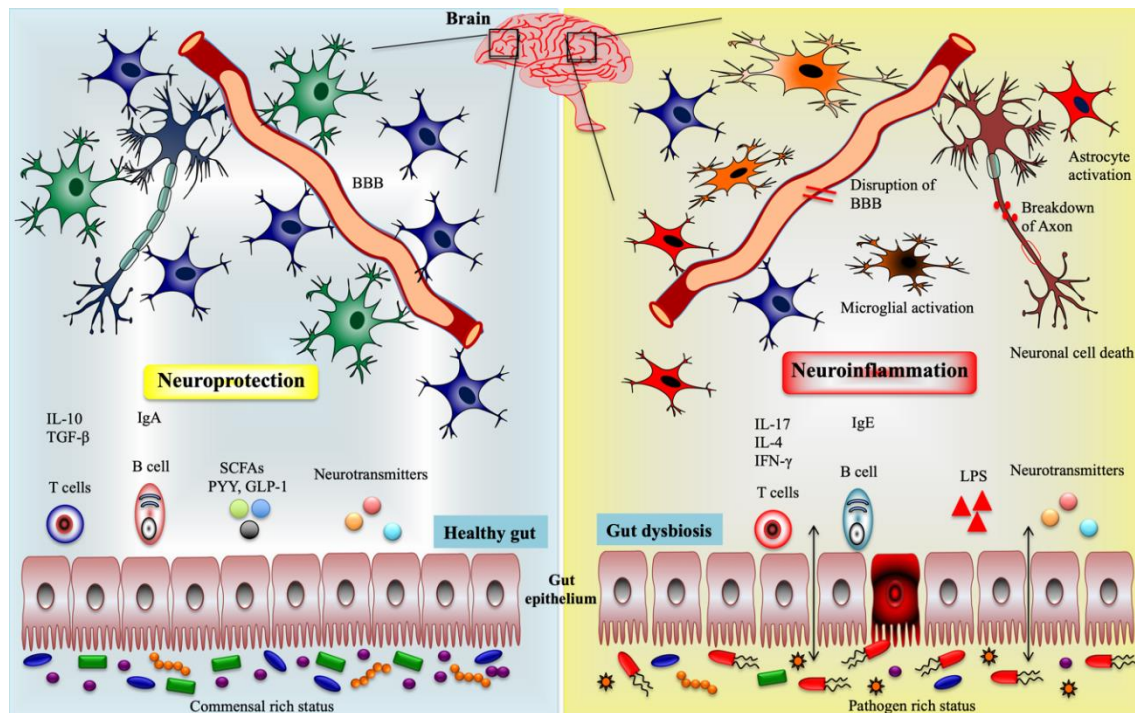 Brain
BBB
Neuroprotection
IL-10
TGF-β
IgA
T cells
B cell
SCFAs
PYY, GLP-1
Neurotransmitters
Healthy gut
Commensal rich status
Gut
epithelium
Astrocyte
activation
Disruption of
BBB
Breakdown
of Axon
Microglial activation
Neuronal cell death
Neuroinflammation
IL-17
IL-4
IFN-γ
IgE
T cells
B cell
LPS
Neurotransmitters
Gut dysbiosis
Pathogen rich status